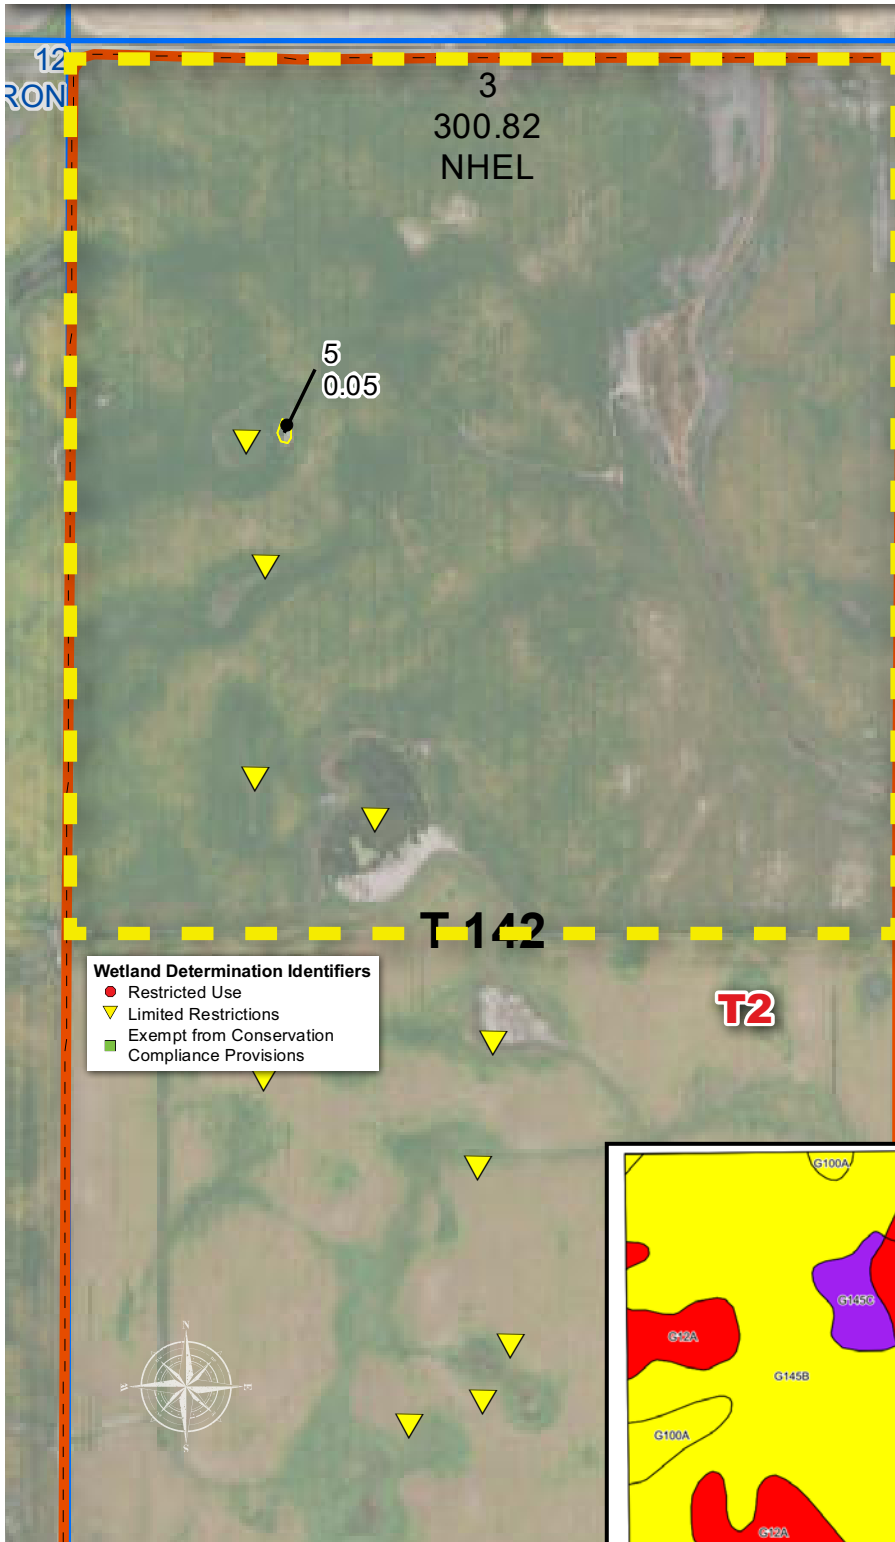 12
RON
3
300.82
NHEL
5
0.05
T 142
Wetland Determination Identifiers
Restricted Use
Limited Restrictions
Exempt from Conservation
Compliance Provisions
T2
G100A
G145C
G12A
G145B
G100A
G12A
N
W
E
S